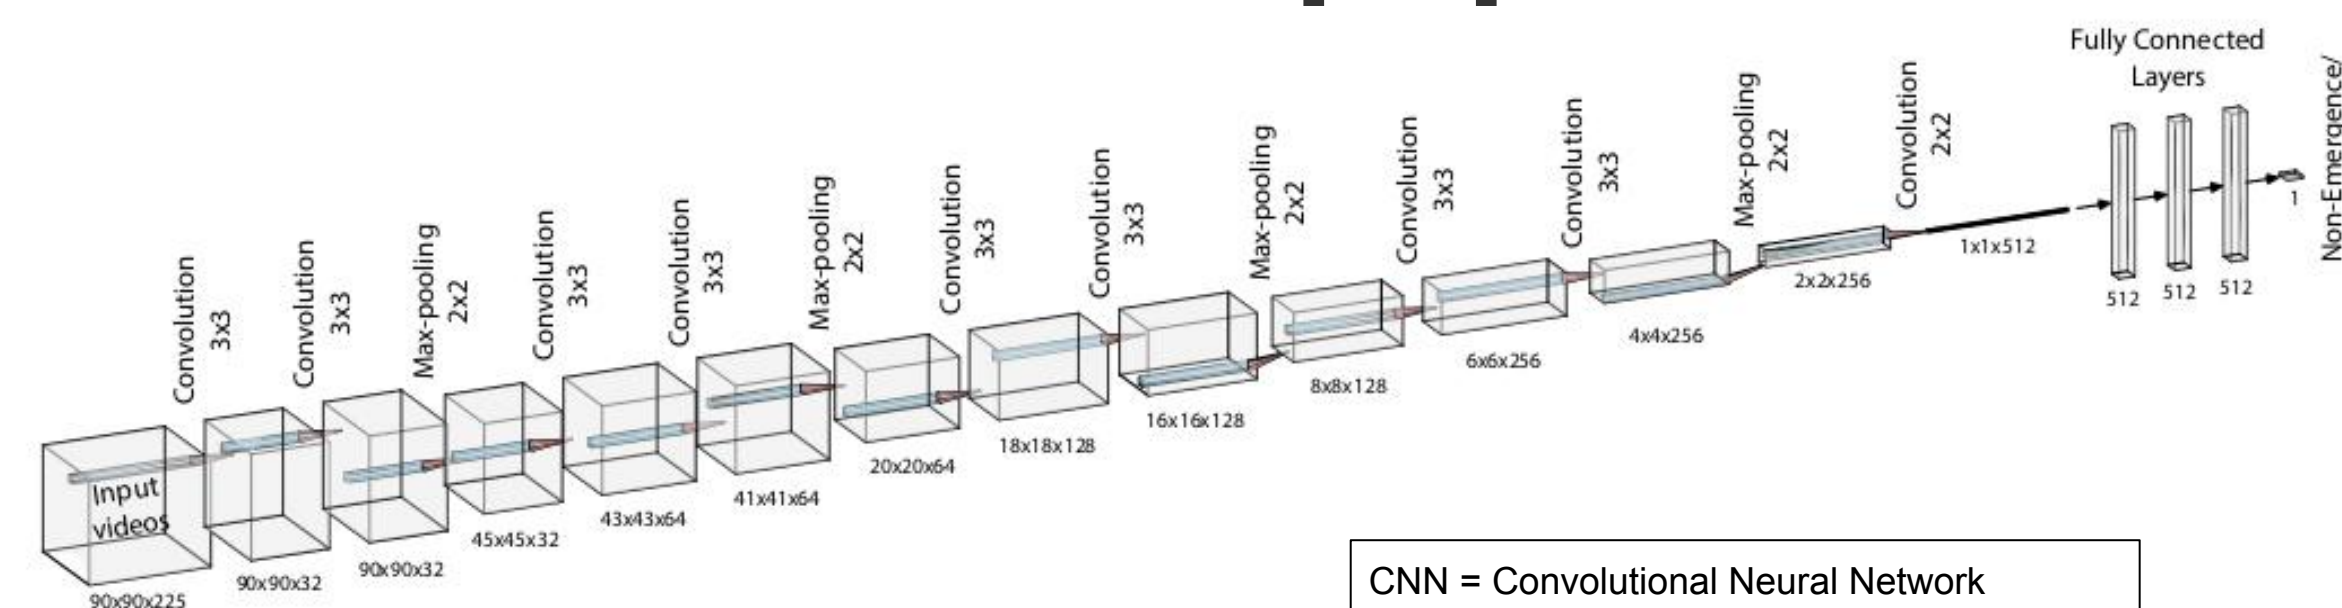 Fully Connected
Layers
Non-Emergence/
Convolution
3x3
Convolution
3x3
Max-pooling
2x2
Convolution
3x3
Convolution
3x3
Max-pooling
2x2
Convolution
3x3
Convolution
3x3
Max-pooling
2x2
Convolution
3x3
Convolution
3x3
Max-pooling
2x2
Convolution
2x2
Input
videos
90x90x225
90x90x32
90x90x32
45x45x32
43x43x64
41x41x64
20x20x64
18x18x128
16x16x128
8x8x128
6x6x256
4x4x256
2x2x256
1x1x512
512
512
512
1
CNN = Convolutional Neural Network